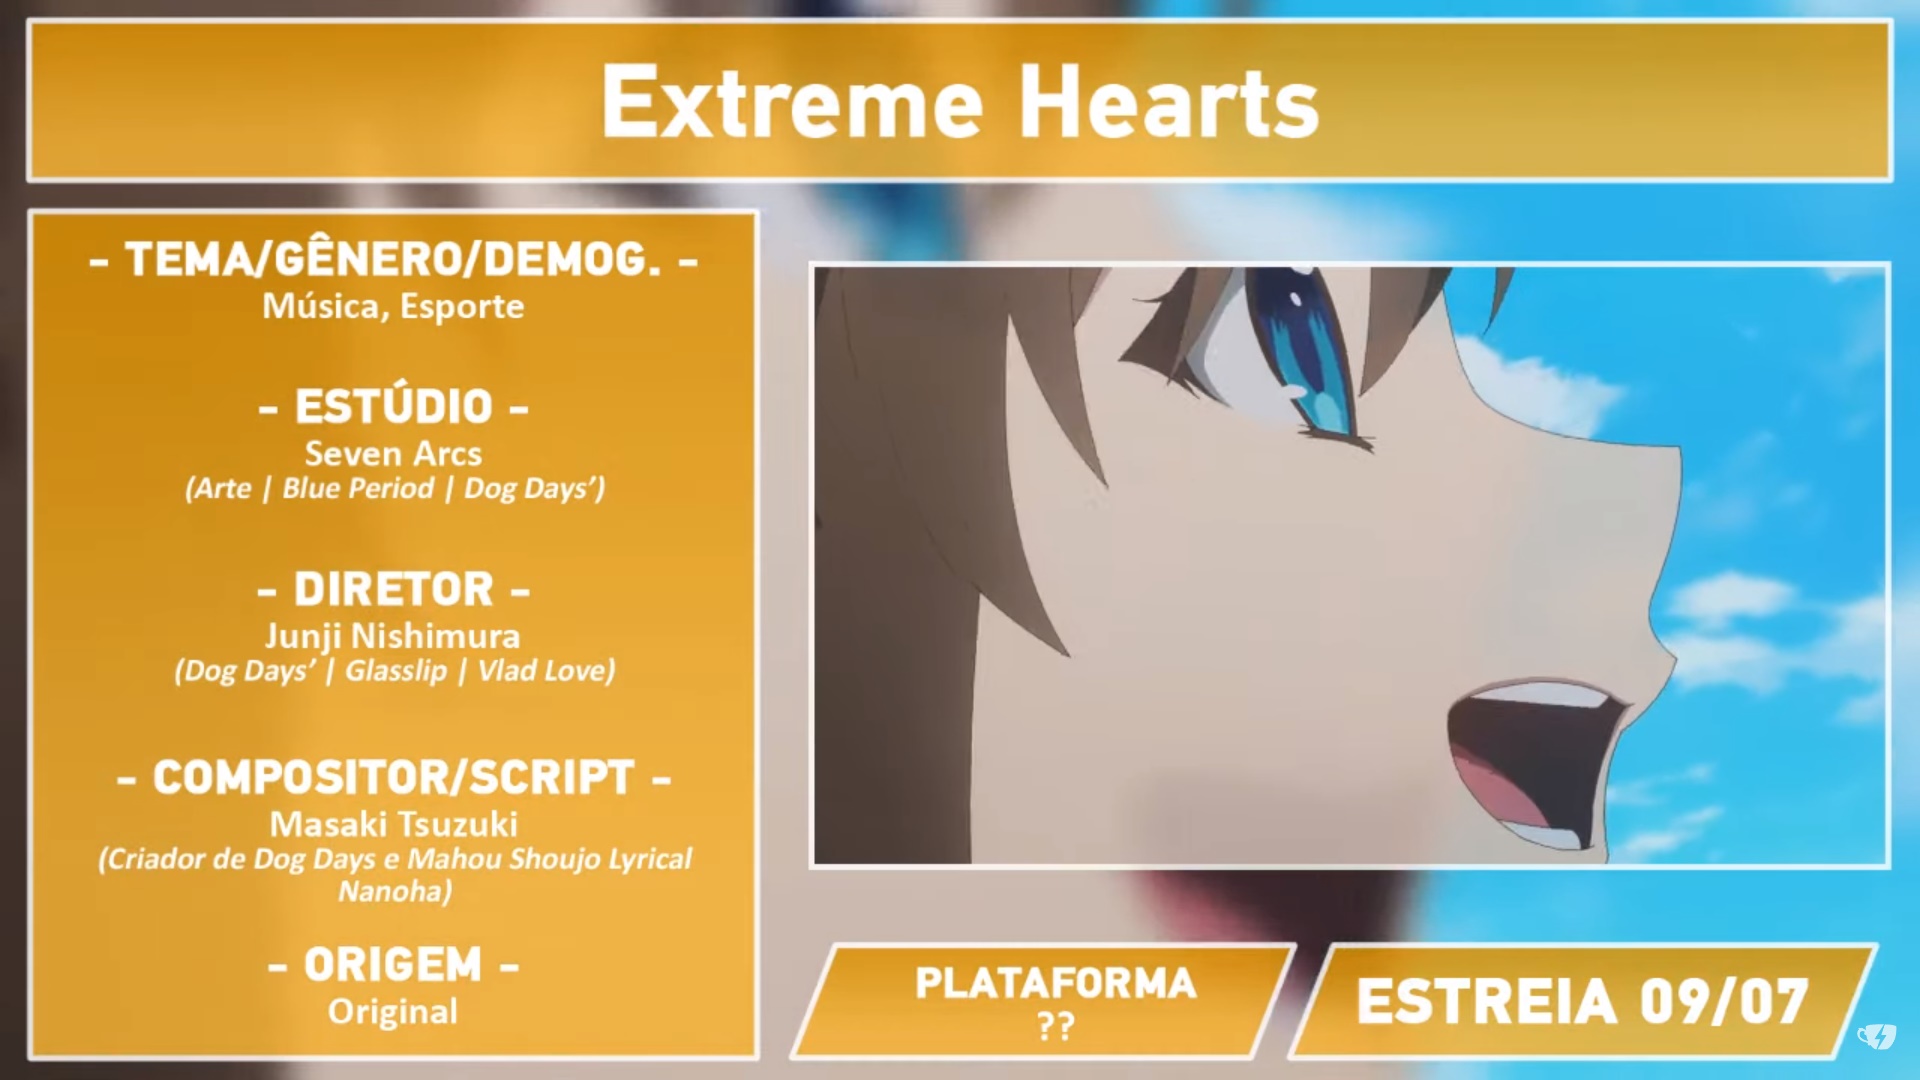 Extreme Hearts
- TEMA/GÊNERO/DEMOG. -
Música, Esporte
- ESTÚDIO -
Seven Arcs
(Arte | Blue Period | Dog Days’)
- DIRETOR -
Junji Nishimura
(Dog Days’ | Glasslip | Vlad Love)
- COMPOSITOR/SCRIPT -
Masaki Tsuzuki
(Criador de Dog Days e Mahou Shoujo Lyrical
Nanoha)
- ORIGEM -
Original
PLATAFORMA
??
ESTREIA 09/07